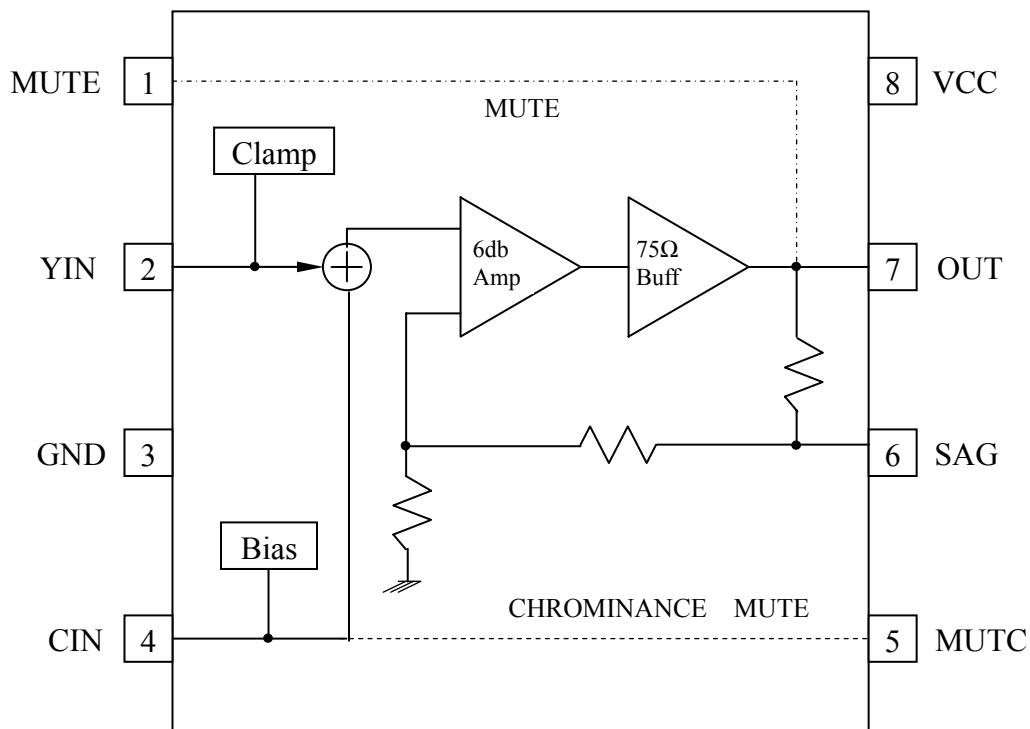 MUTE 1
8 VCC
MUTE
Clamp
YIN 2
6db
Amp
75Ω
Buff
7 OUT
GND 3
6 SAG
Bias
CHROMINANCE MUTE
CIN 4
5 MUTC